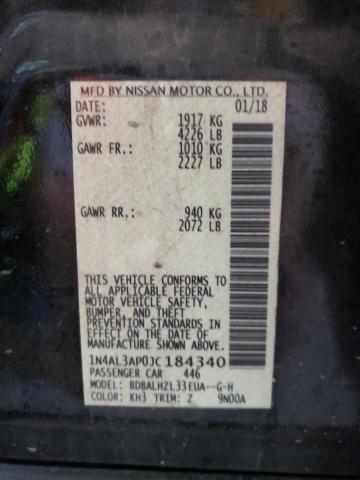 MFD BY NISSAN MOTOR CO., LTD.
DATE: 01/18
GVWR: 1917 KG
4226 LB
GAWR FR.: 1010 KG
2227 LB
GAWR RR.: 940 KG
2072 LB
THIS VEHICLE CONFORMS TO
ALL APPLICABLE FEDERAL
MOTOR VEHICLE SAFETY,
BUMPER, AND THEFT
PREVENTION STANDARDS IN
EFFECT ON THE DATE OF
MANUFACTURE SHOWN ABOVE.
1N4AL3AP0JC184340
PASSENGER CAR 446
MODEL: BDBALHZL33EUA--G-H
COLOR: KH3 TRIM: Z 9N00A